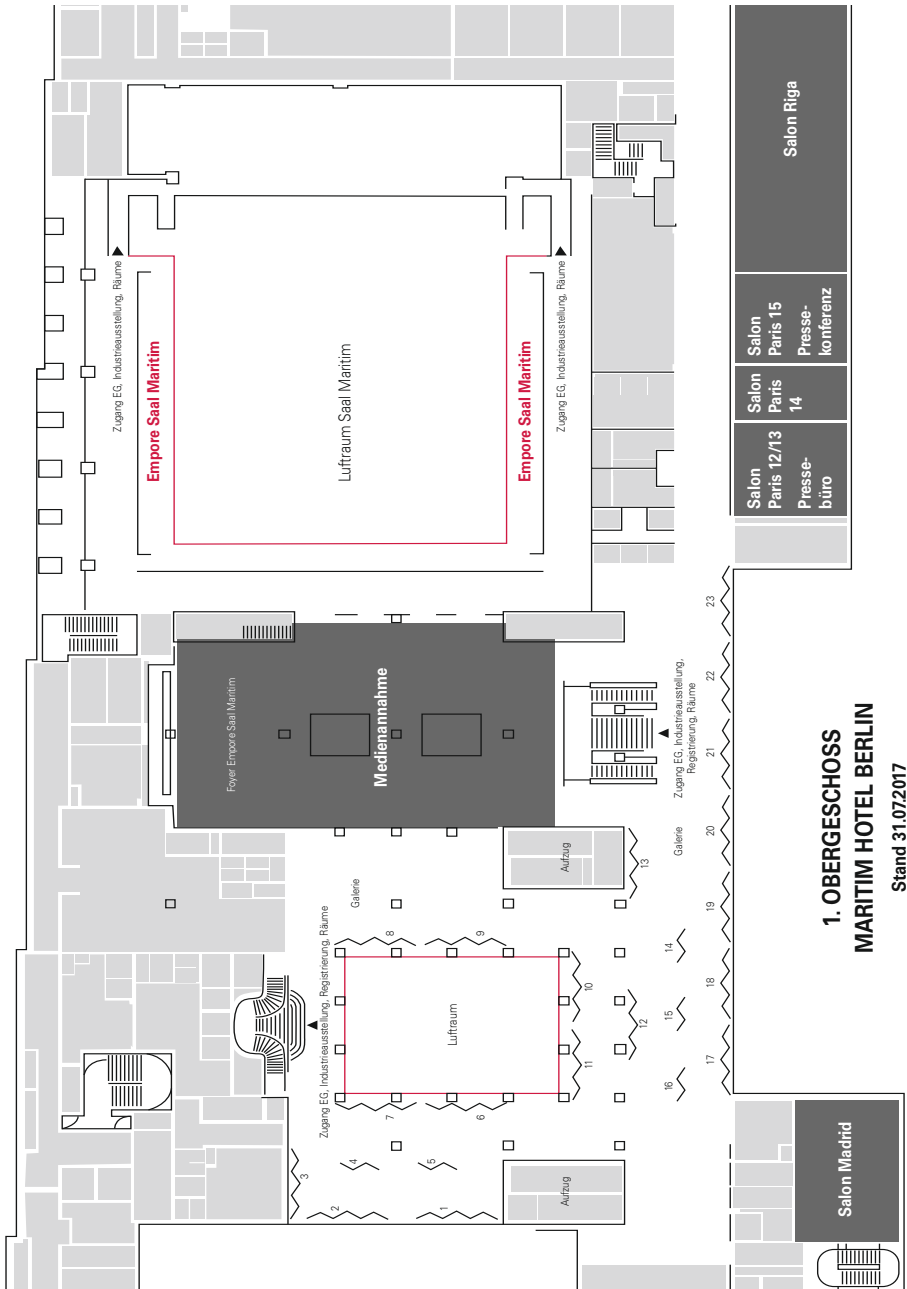 Salon Riga
Zugang EG, Industrieausstellung, Räume
Empore Saal Maritim
Luftraum Saal Maritim
Empore Saal Maritim
Zugang EG, Industrieausstellung, Räume
Salon
Paris 15
Presse-
konferenz
Salon
Paris
14
Salon
Paris 12/13
Presse-
büro
Foyer Empore Saal Maritim
Medienannahme
Zugang EG, Industrieausstellung,
Registrierung, Räume
23
22
21
20
19
18
17
Galerie
Aufzug
13
Galerie
Zugang EG, Industrieausstellung, Registrierung, Räume
8
9
Luftraum
10
11
12
14
15
16
7
6
4
5
3
2
1
Aufzug
Salon Madrid
1. OBERGESCHOSS
MARITIM HOTEL BERLIN
Stand 31.07.2017